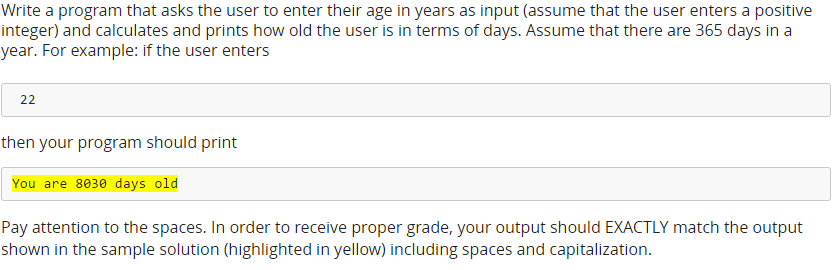 Write a program that asks the user to enter their age in years as input (assume that the user enters a positive
integer) and calculates and prints how old the user is in terms of days. Assume that there are 365 days in a
year. For example: if the user enters
22
then your program should print
You are 8030 days old
Pay attention to the spaces. In order to receive proper grade, your output should EXACTLY match the output
shown in the sample solution (highlighted in yellow) including spaces and capitalization.